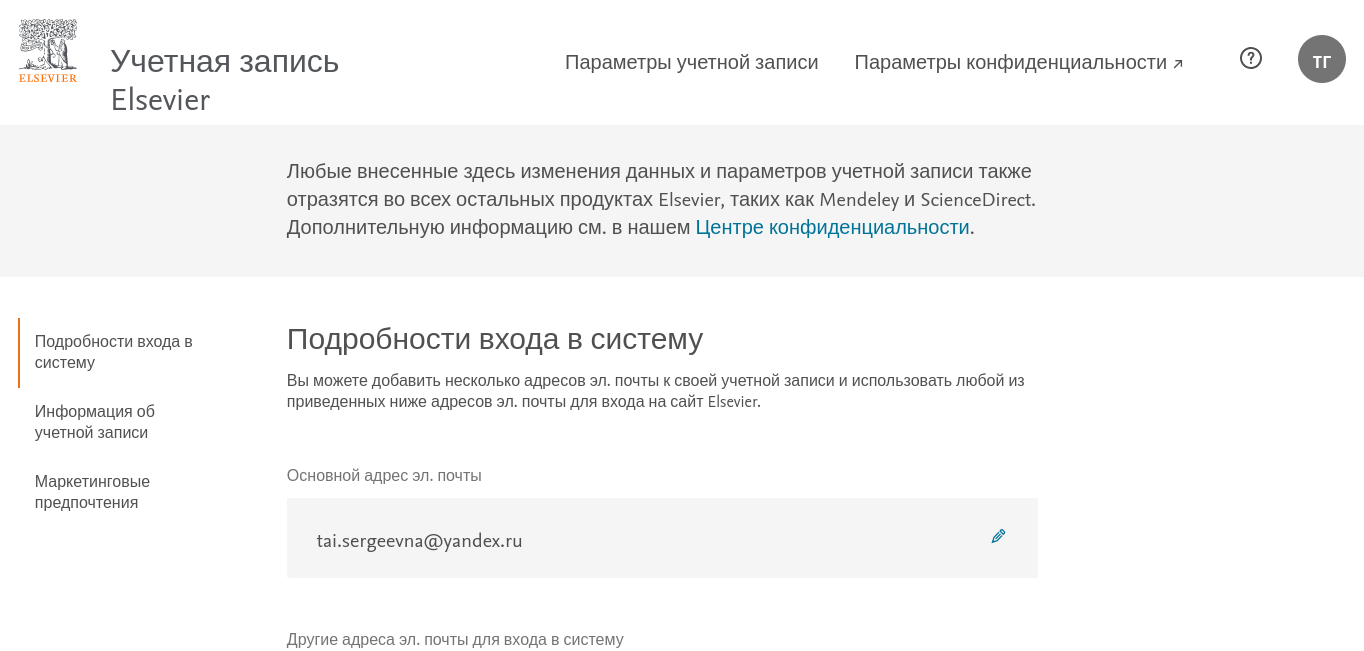 ELSEVIER
Учетная запись
Elsevier
Параметры учетной записи
Параметры конфиденциальности ↗
?
ТГ
Любые внесенные здесь изменения данных и параметров учетной записи также
отразятся во всех остальных продуктах Elsevier, таких как Mendeley и ScienceDirect.
Дополнительную информацию см. в нашем Центре конфиденциальности.
Подробности входа в
систему
Информация об
учетной записи
Маркетинговые
предпочтения
Подробности входа в систему
Вы можете добавить несколько адресов эл. почты к своей учетной записи и использовать любой из
приведенных ниже адресов эл. почты для входа на сайт Elsevier.
Основной адрес эл. почты
tai.sergeevna@yandex.ru
Другие адреса эл. почты для входа в систему